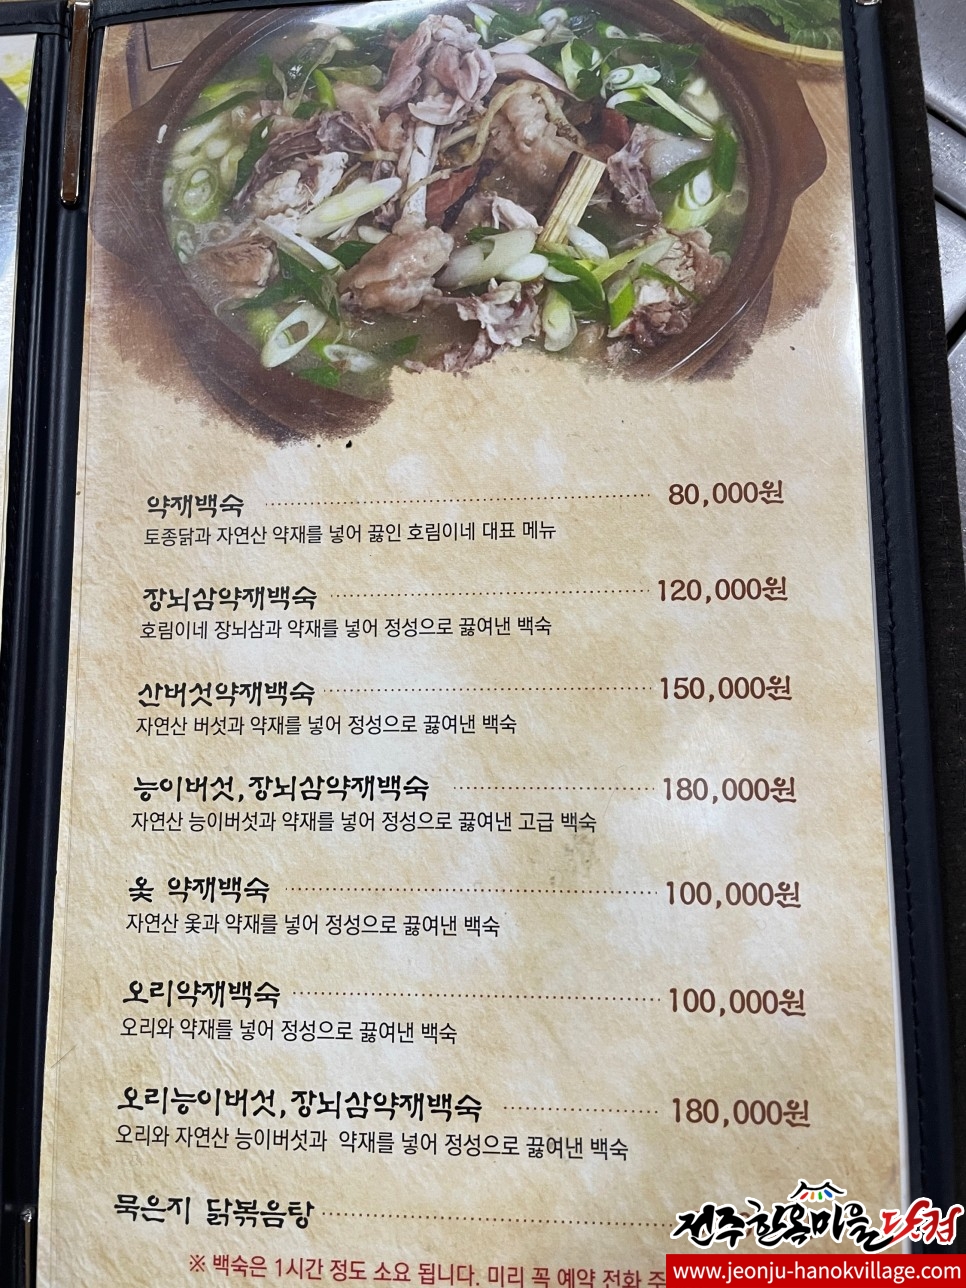 약재백숙 80,000원
토종닭과 자연산 약재를 넣어 끓인 호림이네 대표 메뉴
장뇌삼약재백숙 120,000원
호림이네 장뇌삼과 약재를 넣어 정성으로 끓여낸 백숙
산버섯약재백숙 150,000원
자연산 버섯과 약재를 넣어 정성으로 끓여낸 백숙
능이버섯,장뇌삼약재백숙 180,000원
자연산 능이버섯과 약재를 넣어 정성으로 끓여낸 고급 백숙
옻 약재백숙 100,000원
자연산 옻과 약재를 넣어 정성으로 끓여낸 백숙
오리약재백숙 100,000원
오리와 약재를 넣어 정성으로 끓여낸 백숙
오리능이버섯,장뇌삼약재백숙 180,000원
오리와 자연산 능이버섯과 약재를 넣어 정성으로 끓여낸 백숙
묵은지 닭볶음탕
※ 백숙은 1시간 정도 소요 됩니다. 미리 꼭 예약 전화 주
전주한옥마을닷컴
www.jeonju-hanokvillage.com